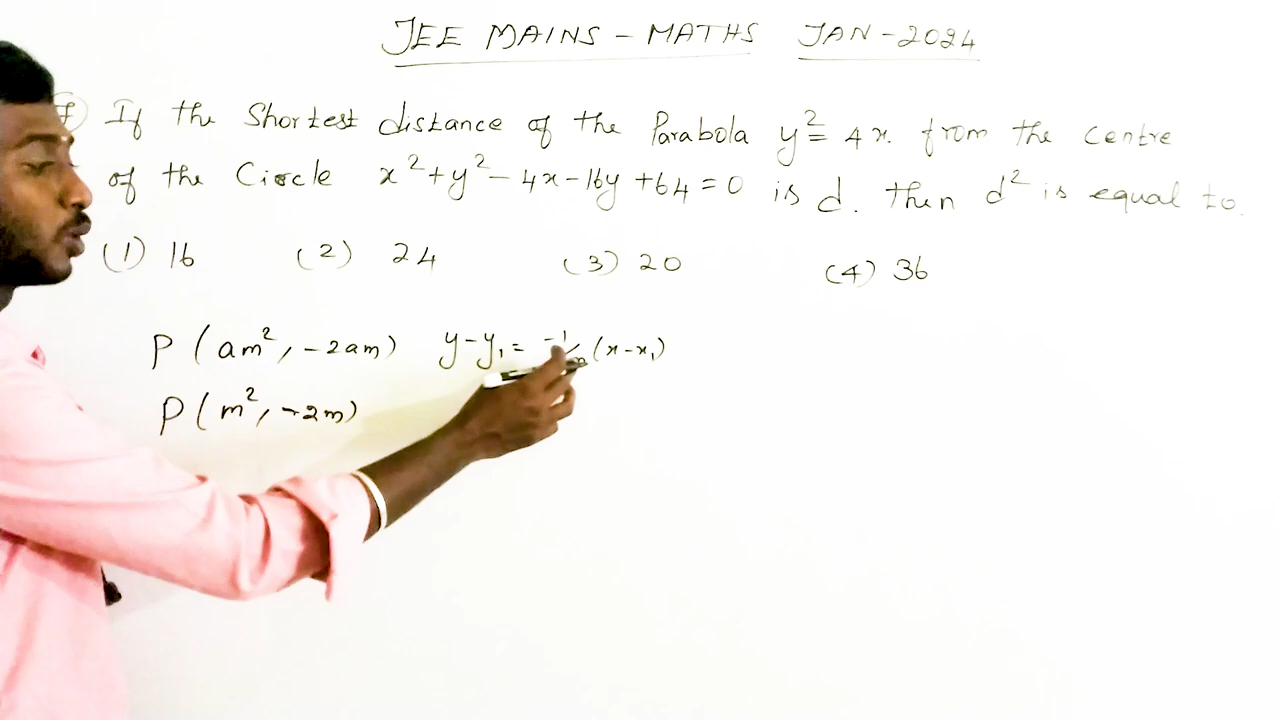 JEE MAINS - MATHS JAN-2024
If the Shortest distance of the Parabola y² = 4x. from the centre
of the Circle x²+y²-4x-16y+64=0 is d. then d² is equal to.
(1) 16 (2) 24 (3) 20 (4) 36
P(am², -2am) y-y₁ = -1/m (x-x₁)
P(m², -2m)